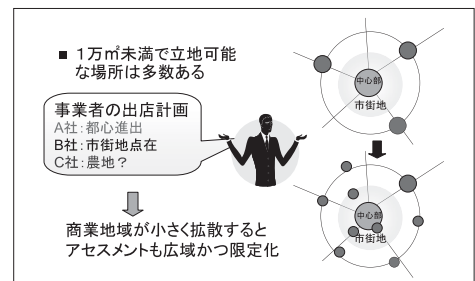 ■ 1万㎡未満で立地可能
な場所は多数ある
事業者の出店計画
A社:都心進出
B社:市街地点在
C社:農地？
商業地域が小さく拡散すると
アセスメントも広域かつ限定化
中心部
市街地
中心部
市街地